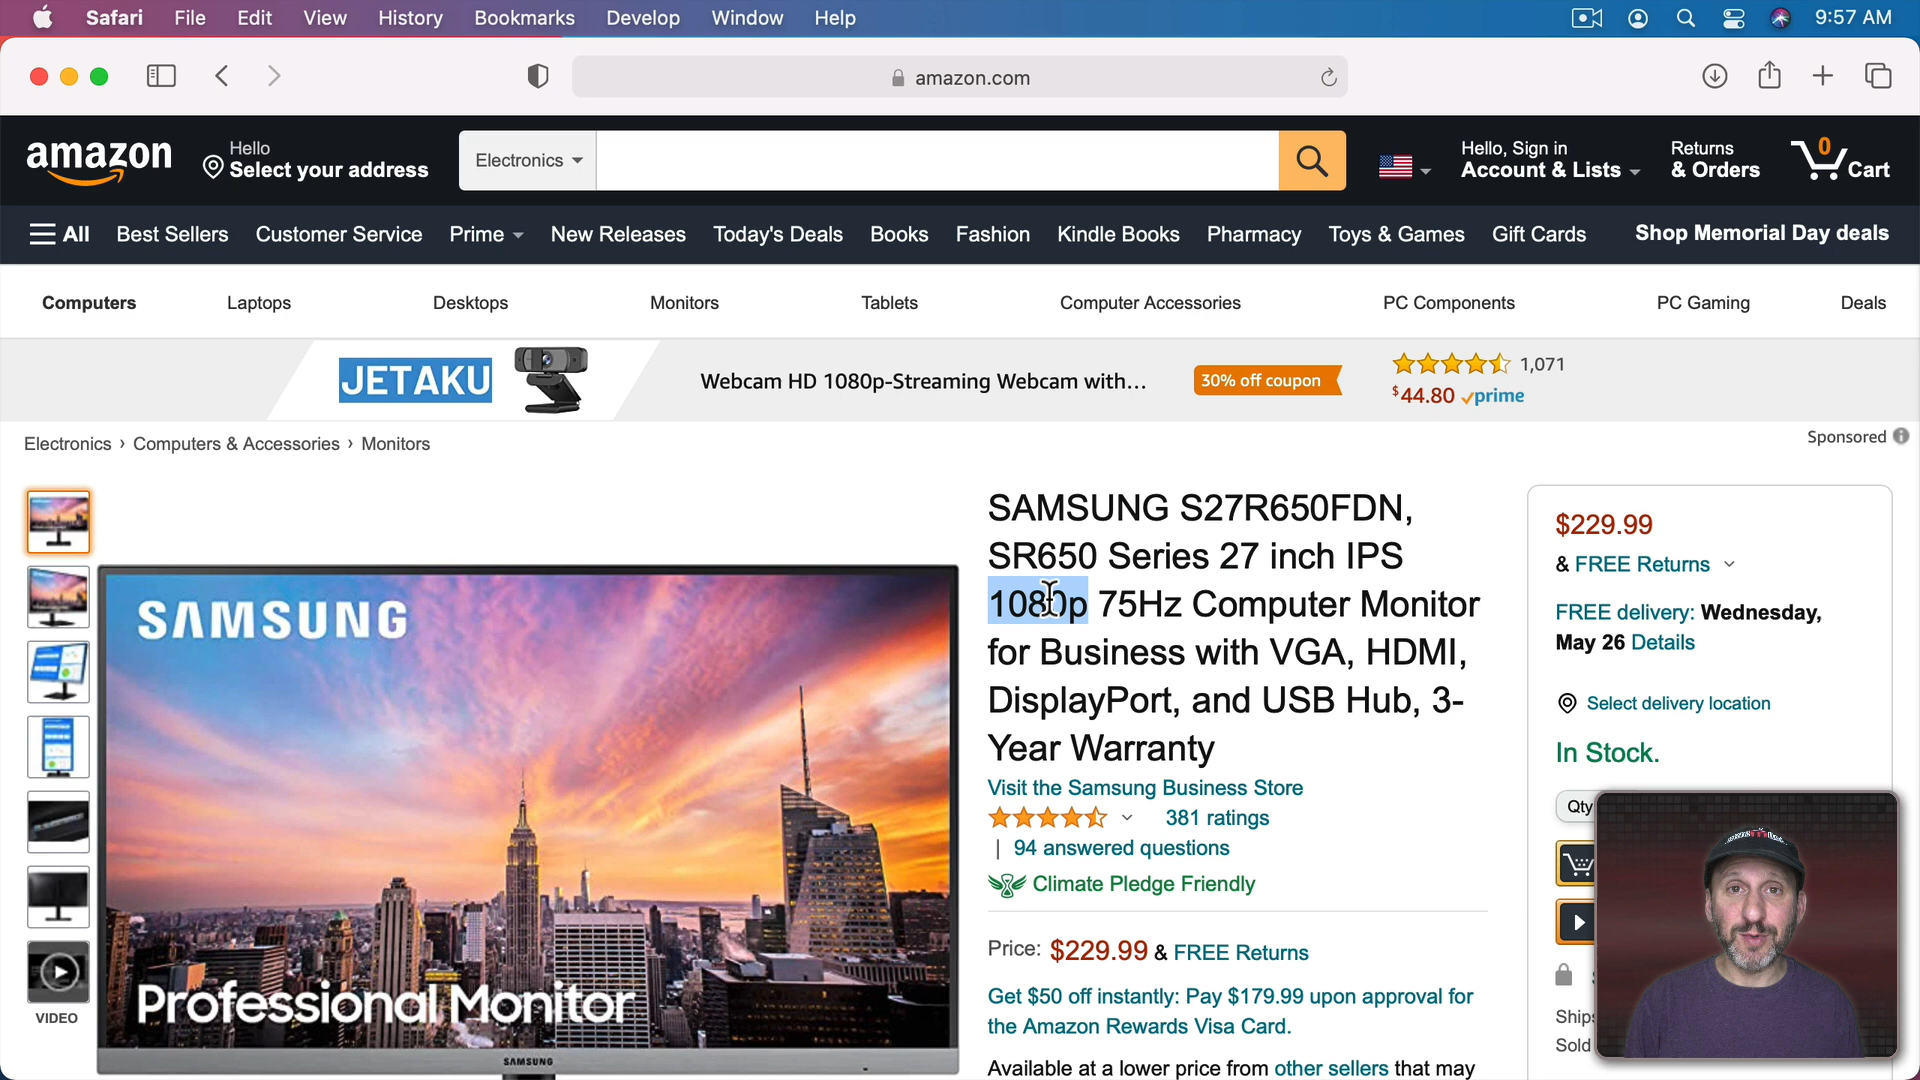 Safari File Edit View History Bookmarks Develop Window Help 9:57 AM
amazon.com
amazon
Hello
Select your address
Electronics
Hello, Sign in
Account & Lists
Returns
& Orders
0
Cart
All Best Sellers Customer Service Prime New Releases Today's Deals Books Fashion Kindle Books Pharmacy Toys & Games Gift Cards Shop Memorial Day deals
Computers Laptops Desktops Monitors Tablets Computer Accessories PC Components PC Gaming Deals
JETAKU
Webcam HD 1080p-Streaming Webcam with...
30% off coupon
1,071
$44.80 prime
Electronics › Computers & Accessories › Monitors
Sponsored
SAMSUNG
Professional Monitor
SAMSUNG
VIDEO
SAMSUNG S27R650FDN,
SR650 Series 27 inch IPS
1080p 75Hz Computer Monitor
for Business with VGA, HDMI,
DisplayPort, and USB Hub, 3-
Year Warranty
Visit the Samsung Business Store
381 ratings
| 94 answered questions
Climate Pledge Friendly
Price: $229.99 & FREE Returns
Get $50 off instantly: Pay $179.99 upon approval for
the Amazon Rewards Visa Card.
Available at a lower price from other sellers that may
$229.99
& FREE Returns
FREE delivery: Wednesday,
May 26 Details
Select delivery location
In Stock.
Qty
Ships
Sold